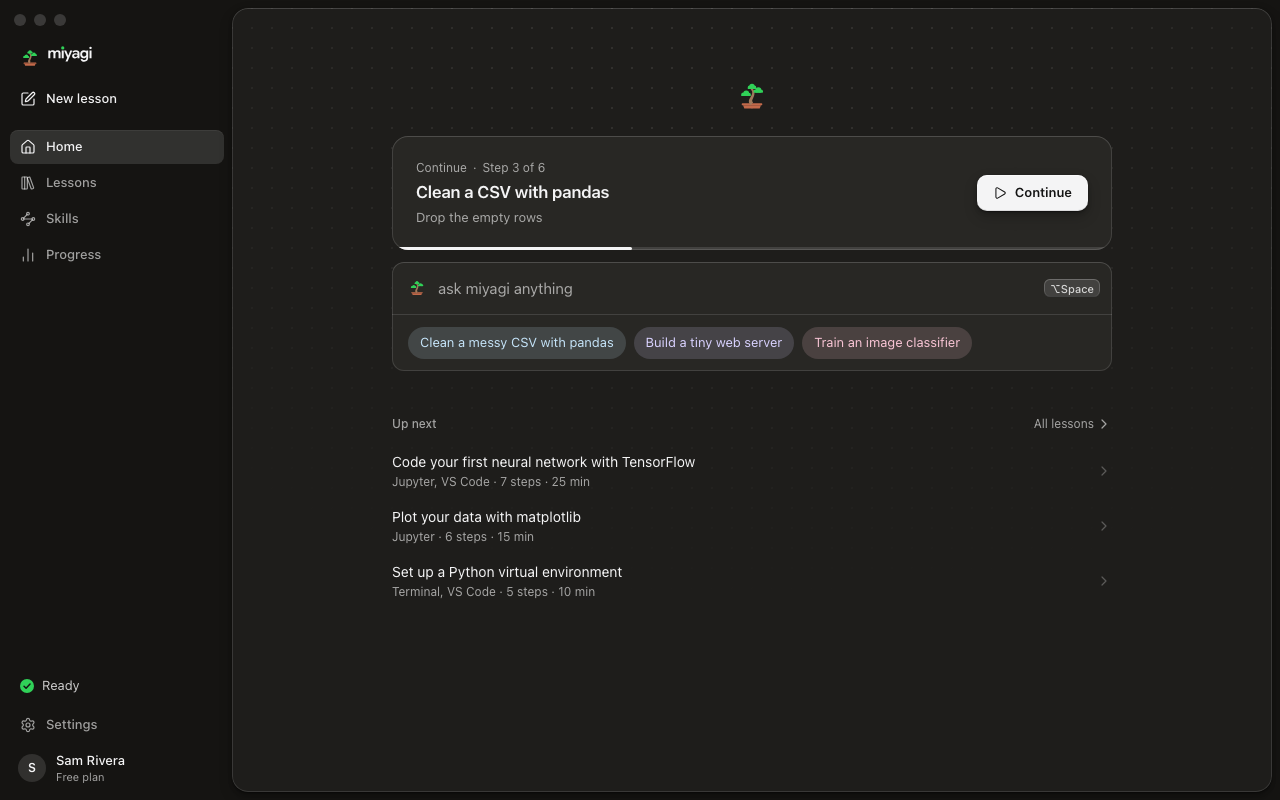 miyagi
New lesson
Home
Lessons
Skills
Progress
Ready
Settings
S
Sam Rivera
Free plan
Continue · Step 3 of 6
Clean a CSV with pandas
Drop the empty rows
Continue
ask miyagi anything
⌥Space
Clean a messy CSV with pandas
Build a tiny web server
Train an image classifier
Up next
All lessons
Code your first neural network with TensorFlow
Jupyter, VS Code · 7 steps · 25 min
Plot your data with matplotlib
Jupyter · 6 steps · 15 min
Set up a Python virtual environment
Terminal, VS Code · 5 steps · 10 min